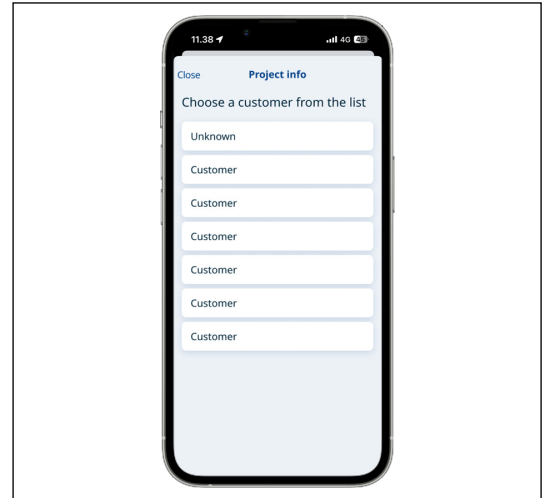 11.38 4G 45
Close Project info
Choose a customer from the list
Unknown
Customer
Customer
Customer
Customer
Customer
Customer